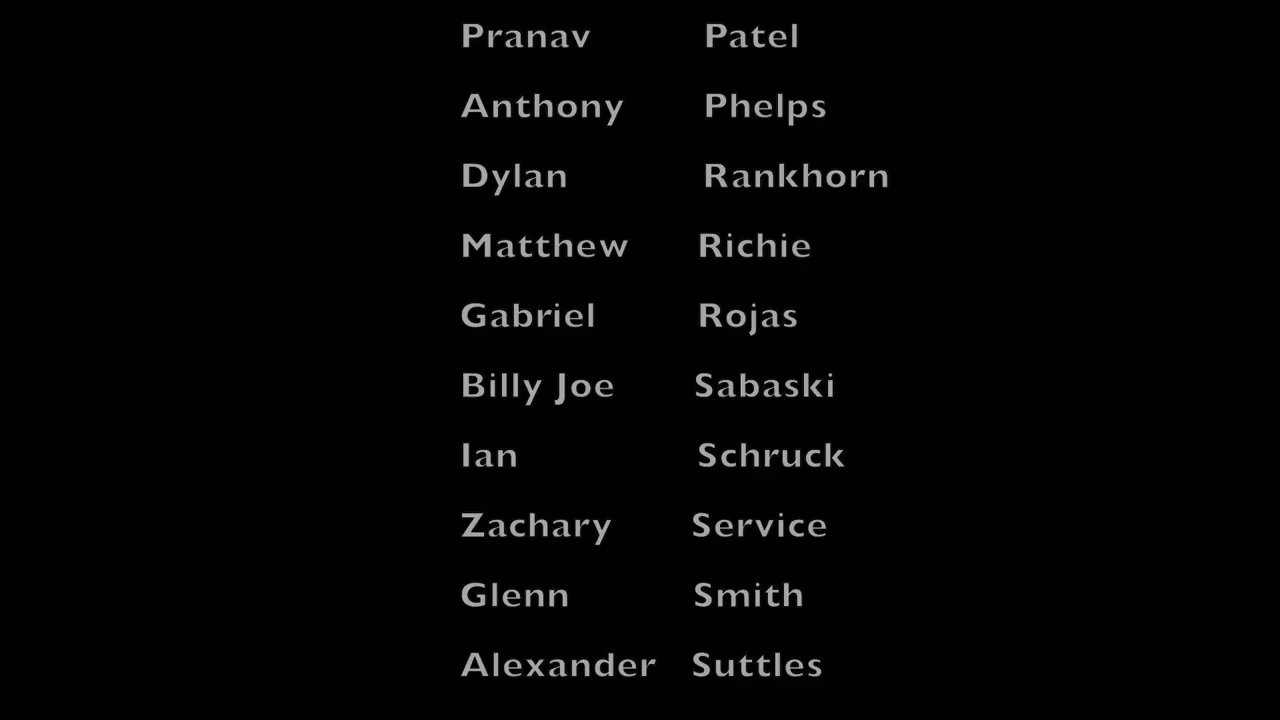 Pranav Patel
Anthony Phelps
Dylan Rankhorn
Matthew Richie
Gabriel Rojas
Billy Joe Sabaski
Ian Schruck
Zachary Service
Glenn Smith
Alexander Suttles